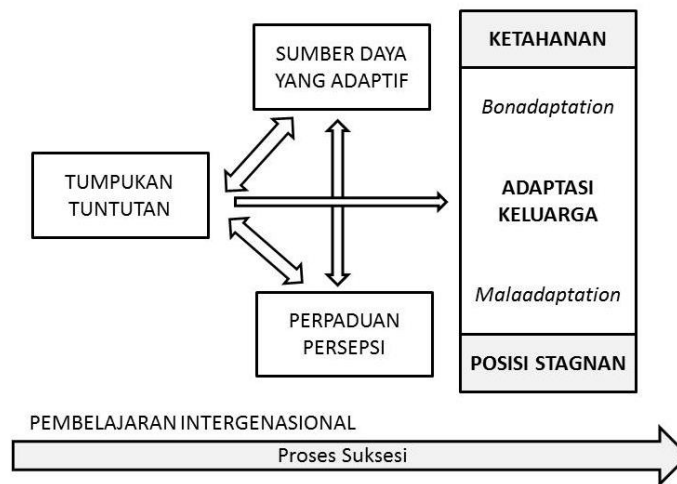 SUMBER DAYA
YANG ADAPTIF
TUMPUKAN
TUNTUTAN
PERPADUAN
PERSEPSI
KETAHANAN
Bonadaptation
ADAPTASI
KELUARGA
Malaadaptation
POSISI STAGNAN
PEMBELAJARAN INTERGENASIONAL
Proses Suksesi